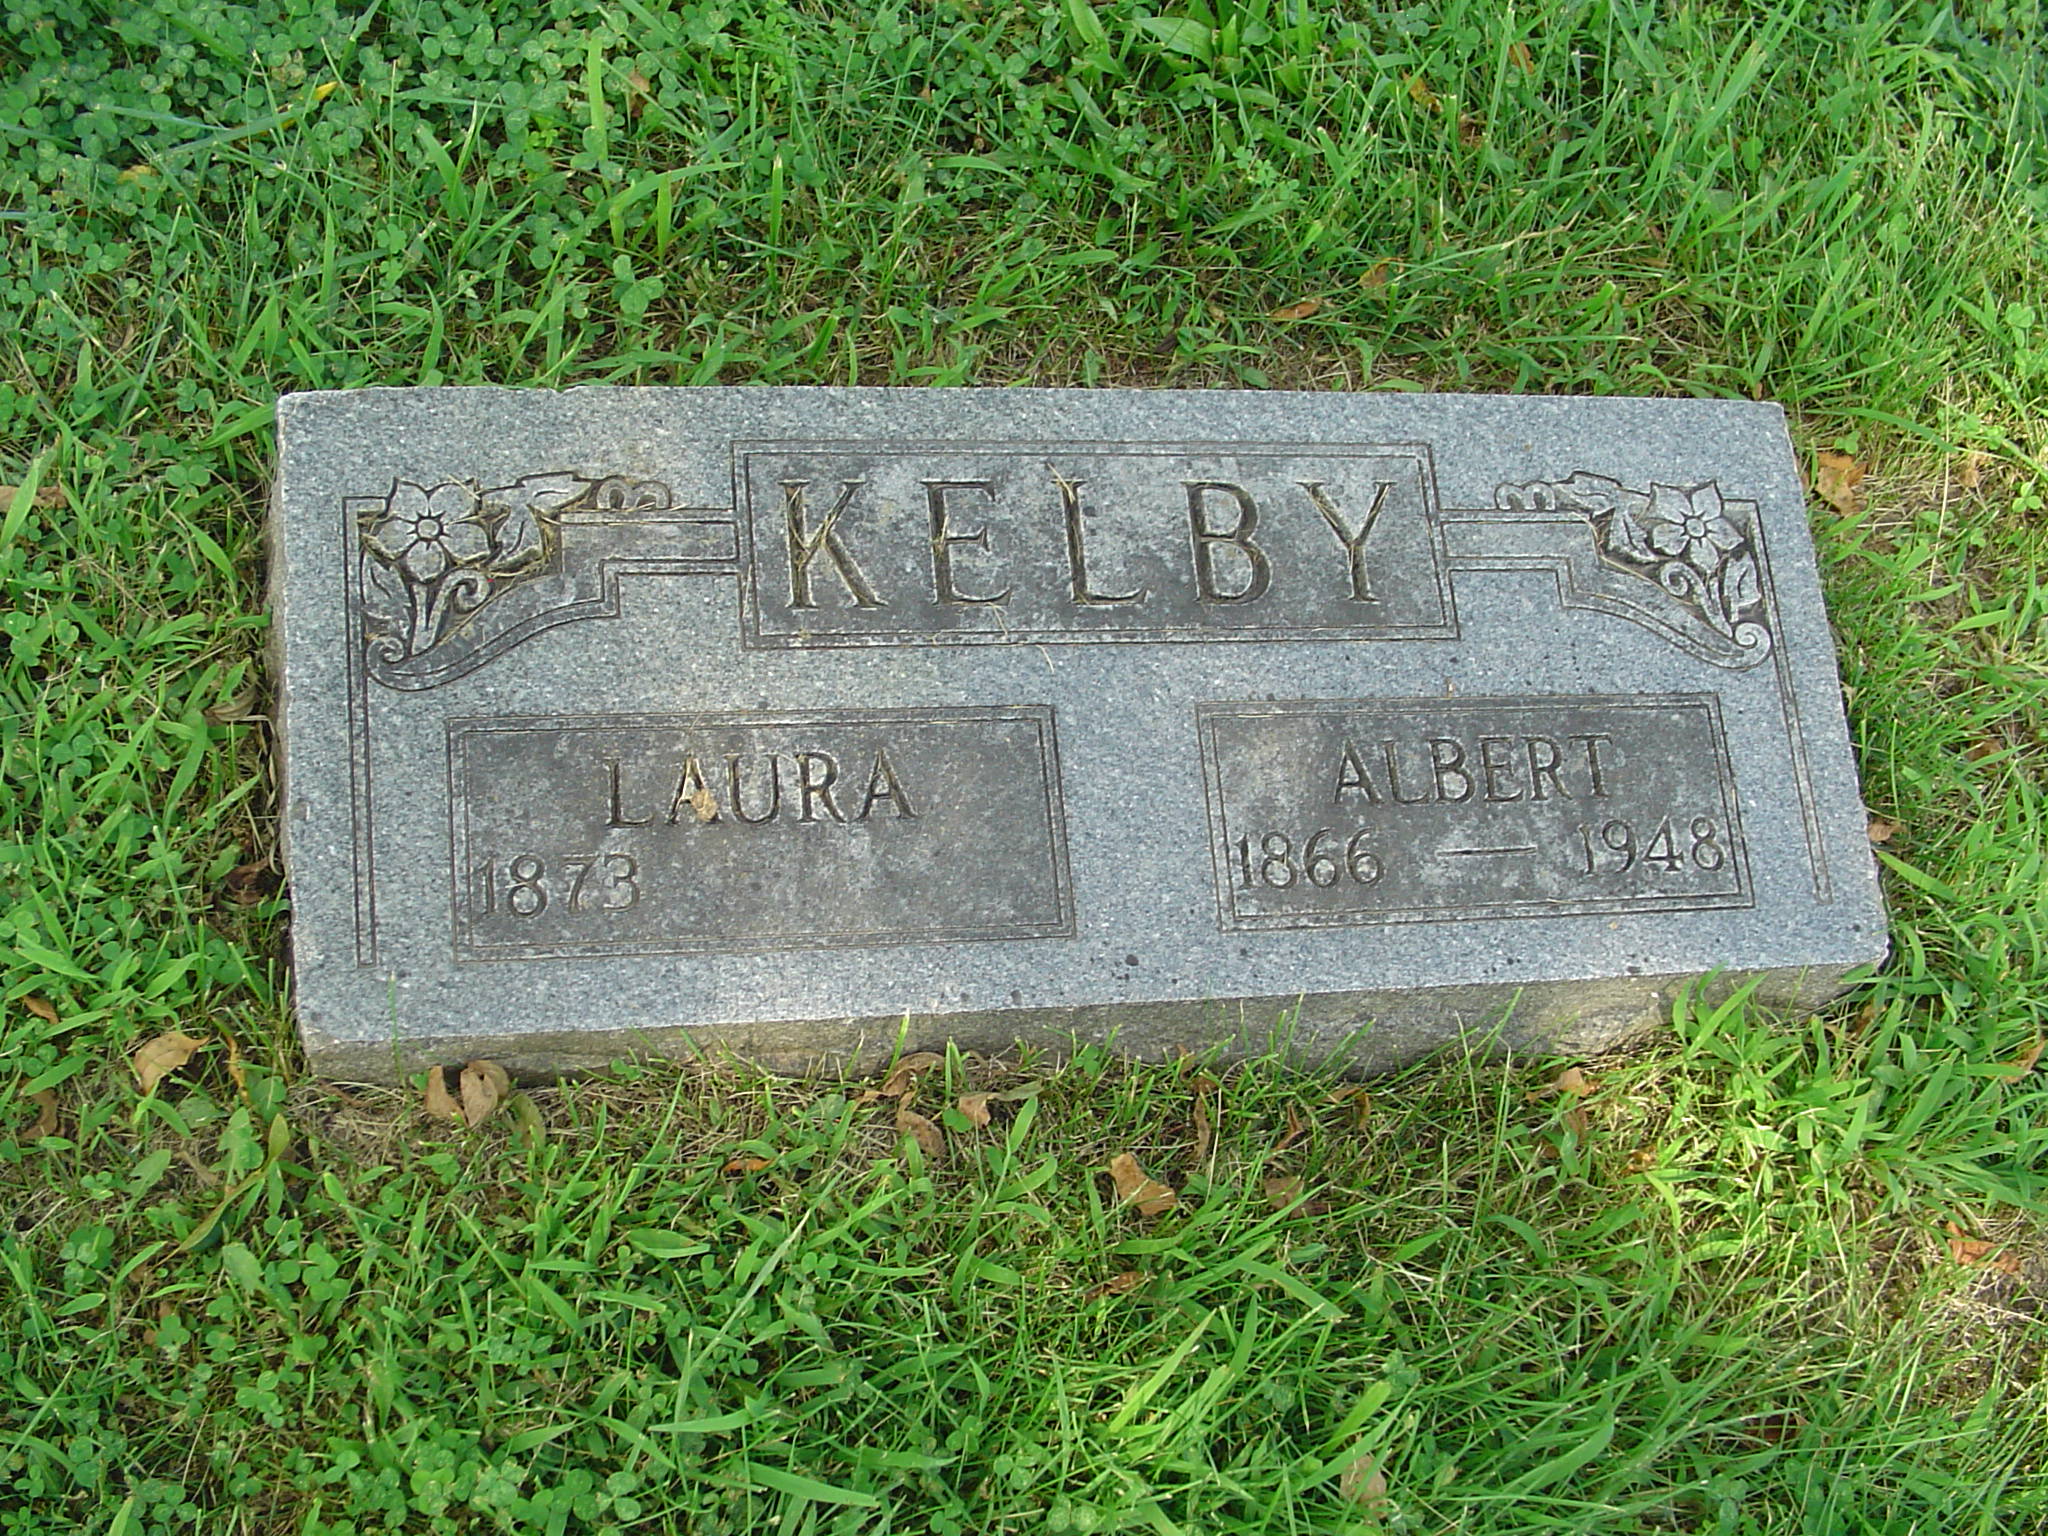 KELBY
LAURA
1873
ALBERT
1866 — 1948